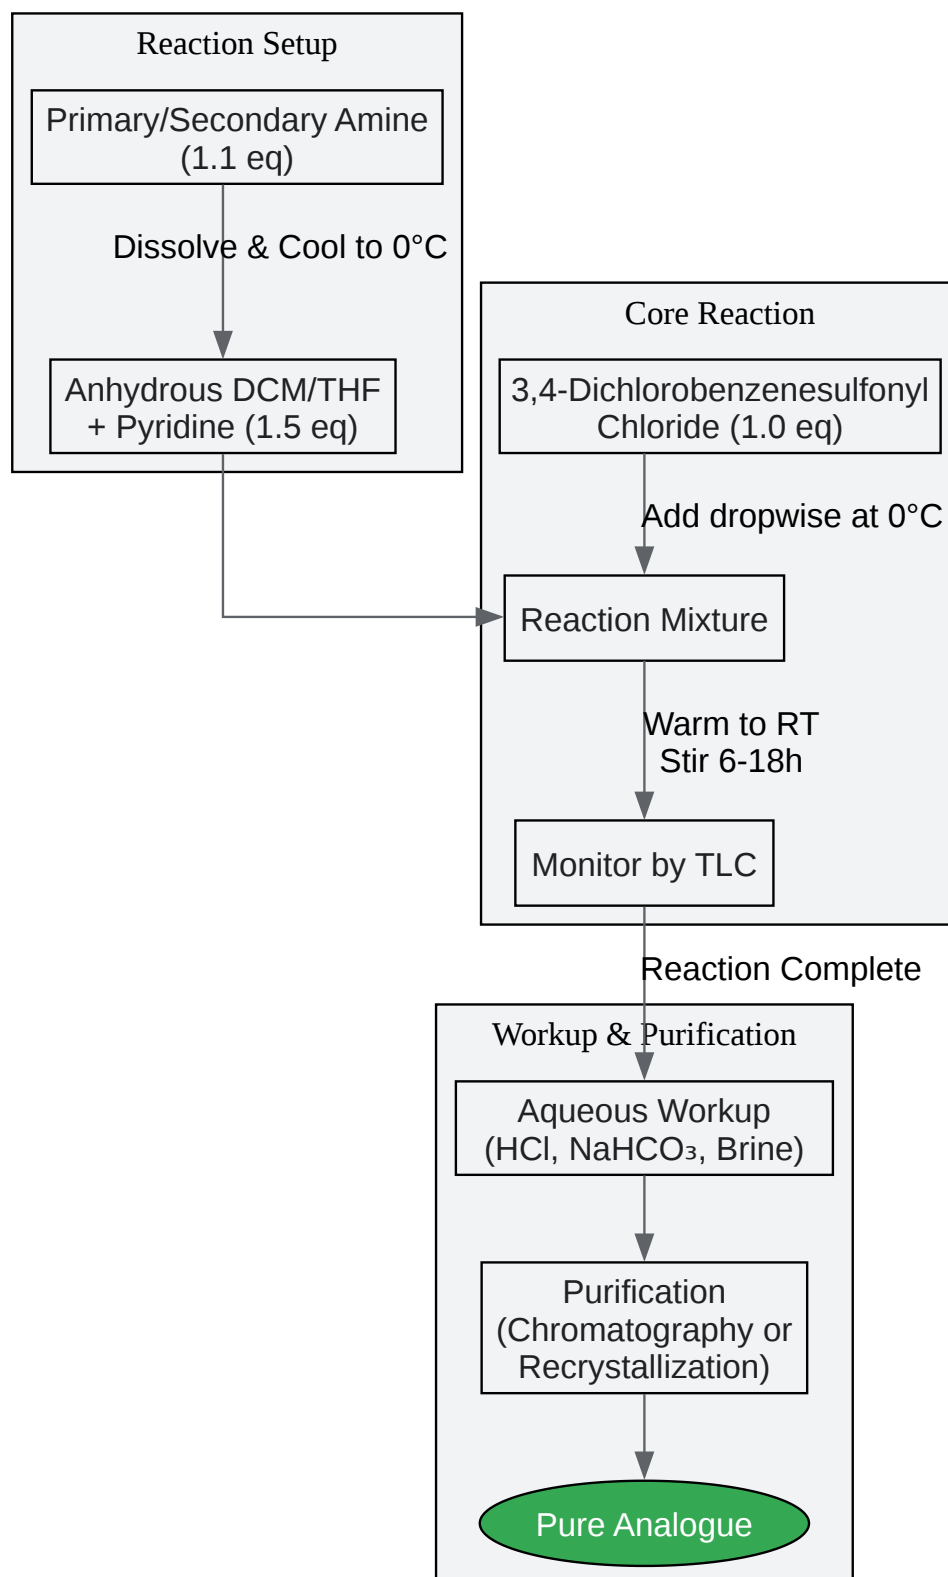 Reaction Setup
Primary/Secondary Amine
(1.1 eq)
Dissolve & Cool to 0°C
Anhydrous DCM/THF
+ Pyridine (1.5 eq)
Core Reaction
3,4-Dichlorobenzenesulfonyl
Chloride (1.0 eq)
Add dropwise at 0°C
Reaction Mixture
Warm to RT
Stir 6-18h
Monitor by TLC
Reaction Complete
Workup & Purification
Aqueous Workup
(HCl, NaHCO₃, Brine)
Purification
(Chromatography or
Recrystallization)
Pure Analogue